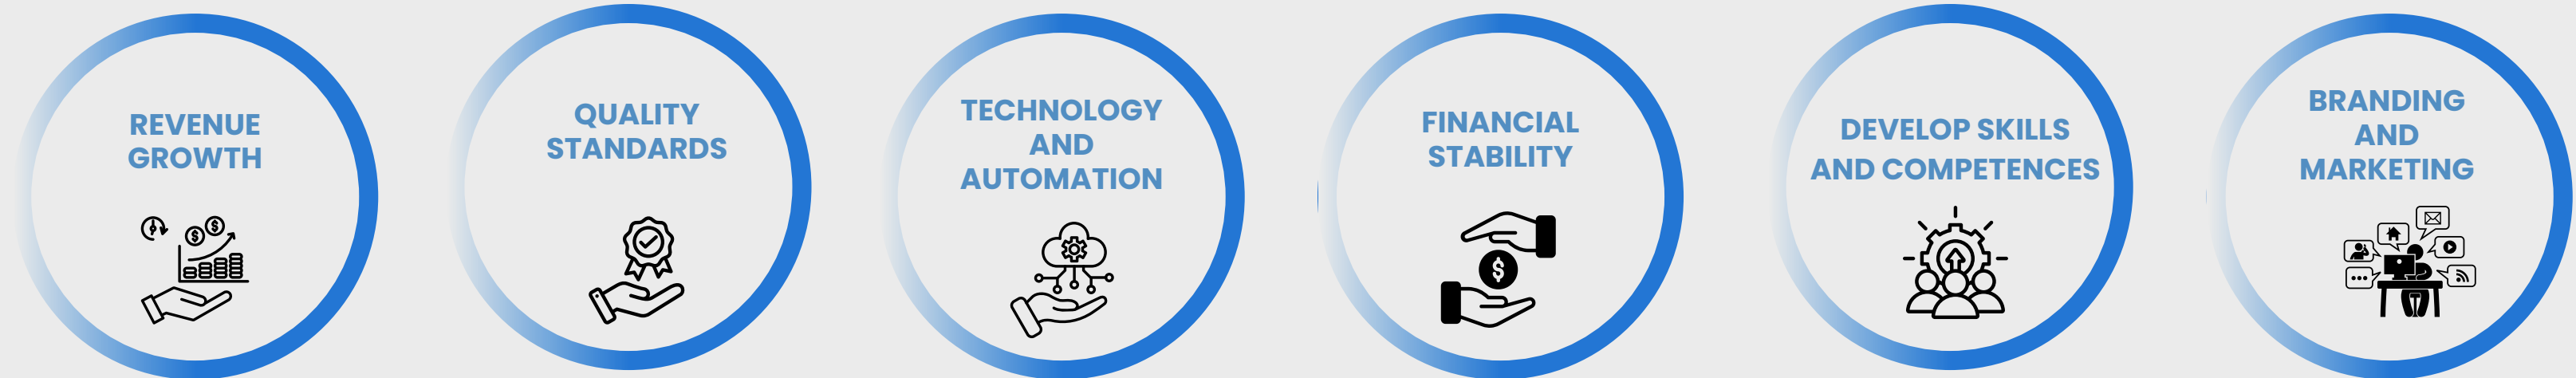 REVENUE
GROWTH
QUALITY
STANDARDS
TECHNOLOGY
AND
AUTOMATION
FINANCIAL
STABILITY
DEVELOP SKILLS
AND COMPETENCES
BRANDING
AND
MARKETING